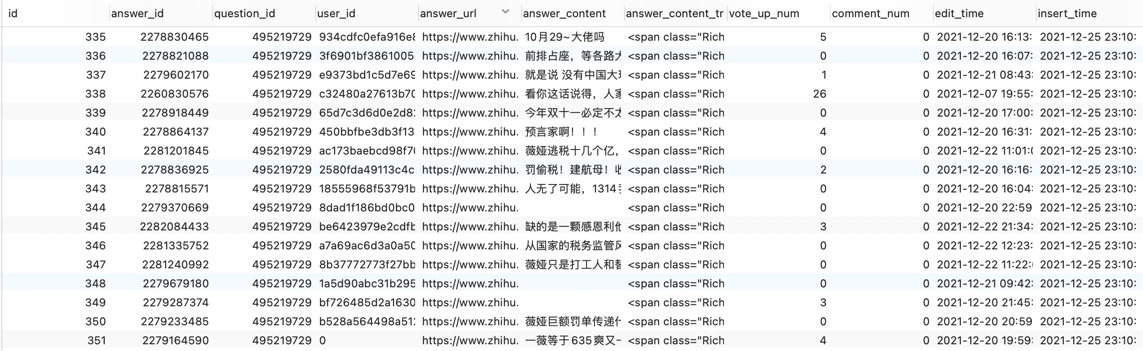 id answer_id question_id user_id answer_url answer_content answer_content_tr vote_up_num comment_num edit_time insert_time
335 2278830465 495219729 934cdfc0efa916e8 https://www.zhihu. 10月29~大佬吗 <span class="Rich 5 0 2021-12-20 16:13: 2021-12-25 23:10:
336 2278821088 495219729 3f6901bf3861005 https://www.zhihu. 前排占座，等各路大 <span class="Rich 0 0 2021-12-20 16:07: 2021-12-25 23:10:
337 2279602170 495219729 e9373bd1c5d7e69 https://www.zhihu. 就是说 没有中国大 <span class="Rich 1 0 2021-12-21 08:43: 2021-12-25 23:10:
338 2260830576 495219729 c32480a27613b70 https://www.zhihu. 看你这话说得，人家 <span class="Rich 26 0 2021-12-07 19:55: 2021-12-25 23:10:
339 2278918449 495219729 65d7c3d6d0e2d8 https://www.zhihu. 今年双十一必定不太 <span class="Rich 0 0 2021-12-20 17:00: 2021-12-25 23:10:
340 2278864137 495219729 450bbfbe3db3f13 https://www.zhihu. 预言家啊！！！ <span class="Rich 4 0 2021-12-20 16:31: 2021-12-25 23:10:
341 2281201845 495219729 ac173baebcd98f7 https://www.zhihu. 薇娅逃税十几个亿， <span class="Rich 0 0 2021-12-22 11:01: 2021-12-25 23:10:
342 2278836925 495219729 2580fda49113c4c https://www.zhihu. 罚偷税！建航母！ <span class="Rich 2 0 2021-12-20 16:16: 2021-12-25 23:10:
343 2278815571 495219729 18555968f53791b https://www.zhihu. 人无了可能，1314 <span class="Rich 0 0 2021-12-20 16:04: 2021-12-25 23:10:
344 2279370669 495219729 8dad1f186bd0bc0 https://www.zhihu. <span class="Rich 0 0 2021-12-20 22:59 2021-12-25 23:10:
345 2282084433 495219729 be6423979e2cdfb https://www.zhihu. 缺的是一颗感恩利他 <span class="Rich 3 0 2021-12-22 21:34: 2021-12-25 23:10:
346 2281335752 495219729 a7a69ac6d3a0a50 https://www.zhihu. 从国家的税务监管风 <span class="Rich 0 0 2021-12-22 12:23: 2021-12-25 23:10:
347 2281240992 495219729 8b37772773f27bb https://www.zhihu. 薇娅只是打工人和 <span class="Rich 0 0 2021-12-22 11:22: 2021-12-25 23:10:
348 2279679180 495219729 1a5d90abc31b295 https://www.zhihu. <span class="Rich 0 0 2021-12-21 09:42: 2021-12-25 23:10:
349 2279287374 495219729 bf726485d2a1630 https://www.zhihu. <span class="Rich 3 0 2021-12-20 21:45: 2021-12-25 23:10:
350 2279233485 495219729 b528a564498a51 https://www.zhihu. 薇娅巨额罚单传递什 <span class="Rich 0 0 2021-12-20 20:59 2021-12-25 23:10:
351 2279164590 495219729 0 https://www.zhihu. 一薇等于635爽又一 <span class="Rich 4 0 2021-12-20 19:59: 2021-12-25 23:10: